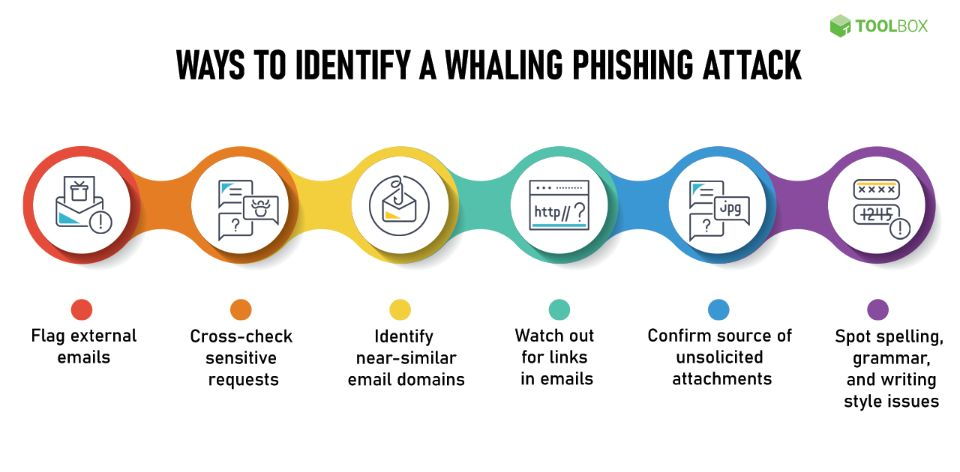 TOOLBOX
WAYS TO IDENTIFY A WHALING PHISHING ATTACK
http//?
jpg
?
?
××××
1245
!
!
Flag external
emails
Cross-check
sensitive
requests
Identify
near-similar
email domains
Watch out
for links
in emails
Confirm source of
unsolicited
attachments
Spot spelling,
grammar,
and writing
style issues